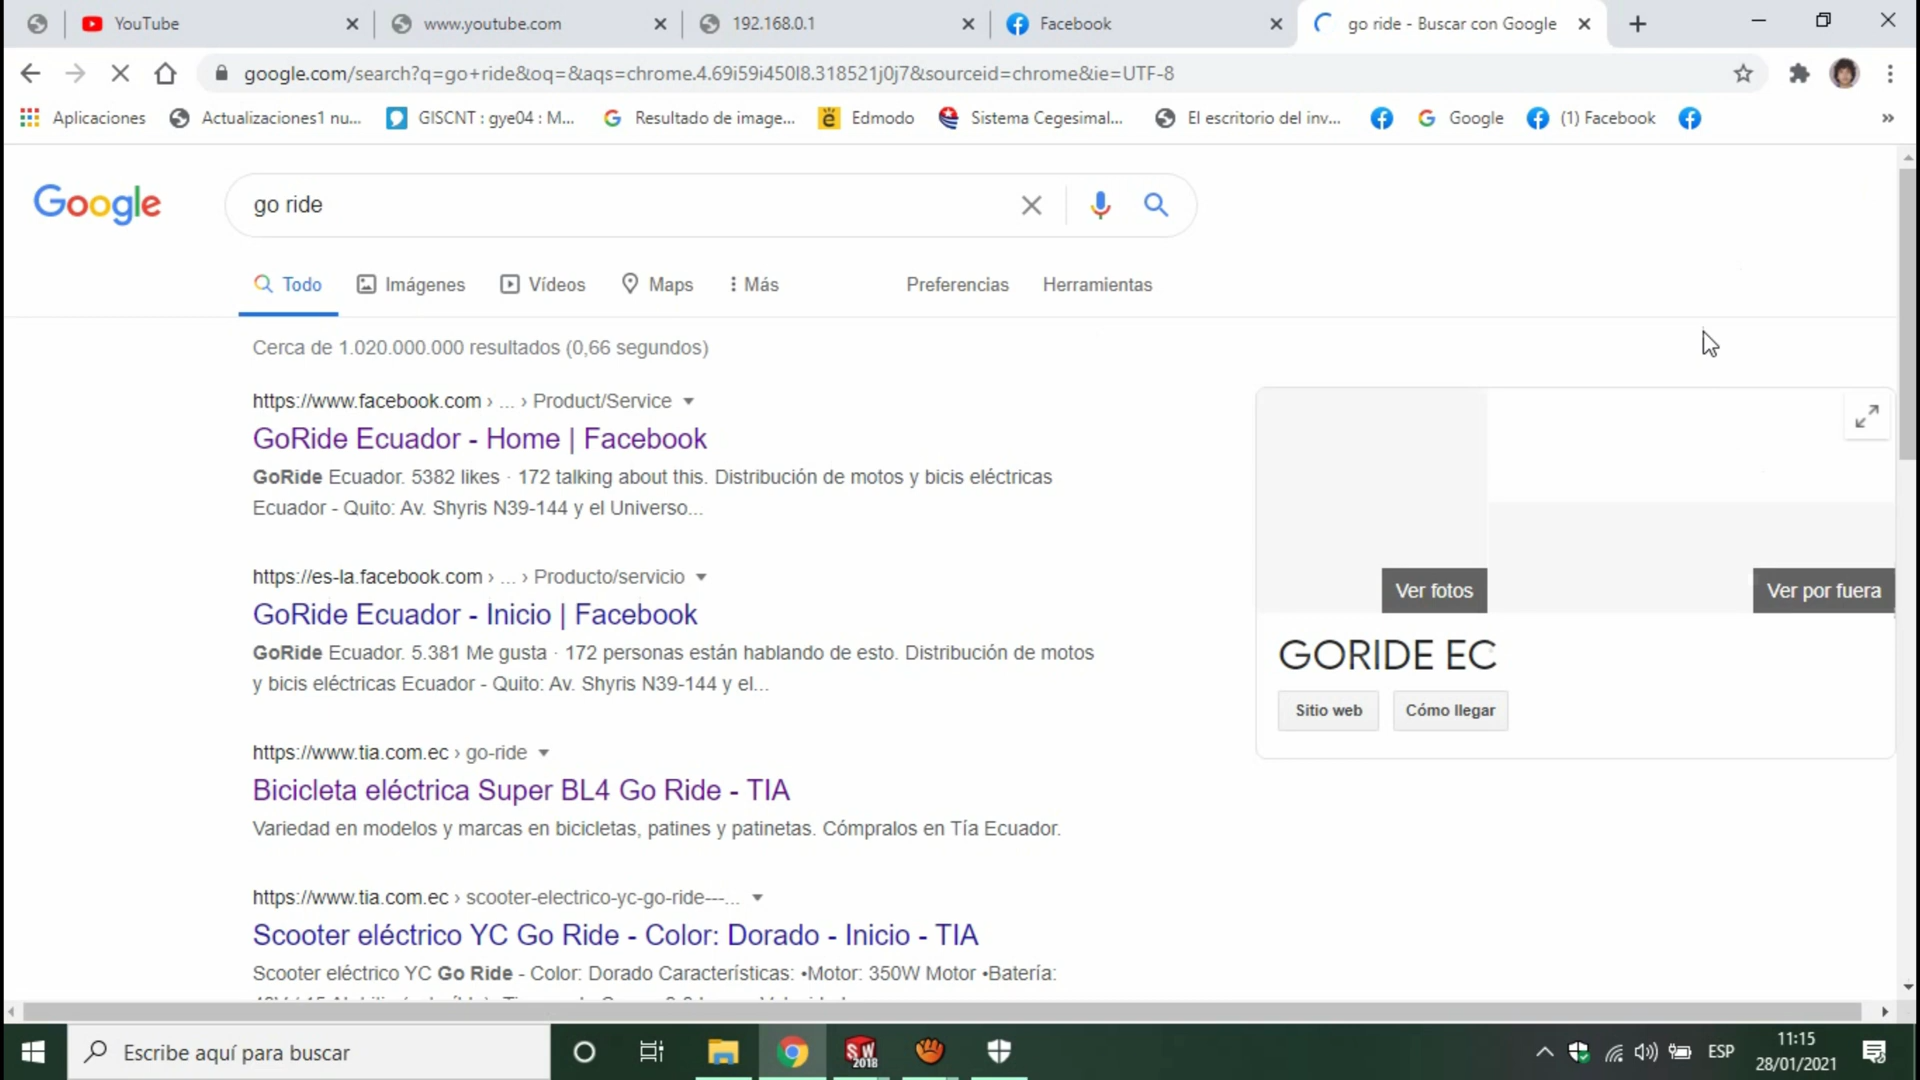 YouTube
www.youtube.com
192.168.0.1
Facebook
go ride - Buscar con Google
google.com/search?q=go+ride&oq=&aqs=chrome.4.69i59i450l8.318521j0j7&sourceid=chrome&ie=UTF-8
Aplicaciones
Actualizaciones1 nu...
GISCNT : gye04 : M...
Resultado de image...
Edmodo
Sistema Cegesimal...
El escritorio del inv...
Google
(1) Facebook
»
Google
go ride
Todo
Imágenes
Vídeos
Maps
Más
Preferencias
Herramientas
Cerca de 1.020.000.000 resultados (0,66 segundos)
https://www.facebook.com › ... › Product/Service
GoRide Ecuador - Home | Facebook
GoRide Ecuador. 5382 likes · 172 talking about this. Distribución de motos y bicis eléctricas
Ecuador - Quito: Av. Shyris N39-144 y el Universo...
https://es-la.facebook.com › ... › Producto/servicio
GoRide Ecuador - Inicio | Facebook
GoRide Ecuador. 5.381 Me gusta · 172 personas están hablando de esto. Distribución de motos
y bicis eléctricas Ecuador - Quito: Av. Shyris N39-144 y el...
https://www.tia.com.ec › go-ride
Bicicleta eléctrica Super BL4 Go Ride - TIA
Variedad en modelos y marcas en bicicletas, patines y patinetas. Cómpralos en Tía Ecuador.
https://www.tia.com.ec › scooter-electrico-yc-go-ride---...
Scooter eléctrico YC Go Ride - Color: Dorado - Inicio - TIA
Scooter eléctrico YC Go Ride - Color: Dorado Características: •Motor: 350W Motor •Batería:
Ver fotos
Ver por fuera
GORIDE EC
Sitio web
Cómo llegar
Escribe aquí para buscar
SW
2018
ESP
11:15
28/01/2021